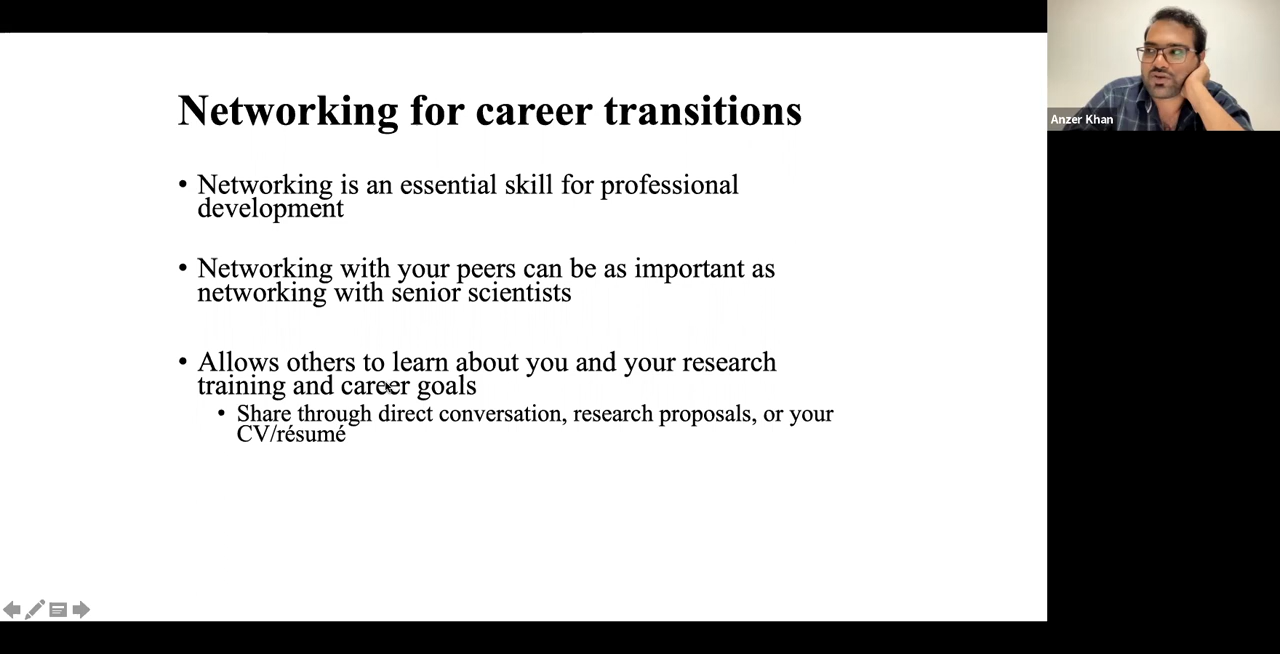 Networking for career transitions
• Networking is an essential skill for professional
development
• Networking with your peers can be as important as
networking with senior scientists
• Allows others to learn about you and your research
training and career goals
• Share through direct conversation, research proposals, or your
CV/résumé
Anzer Khan